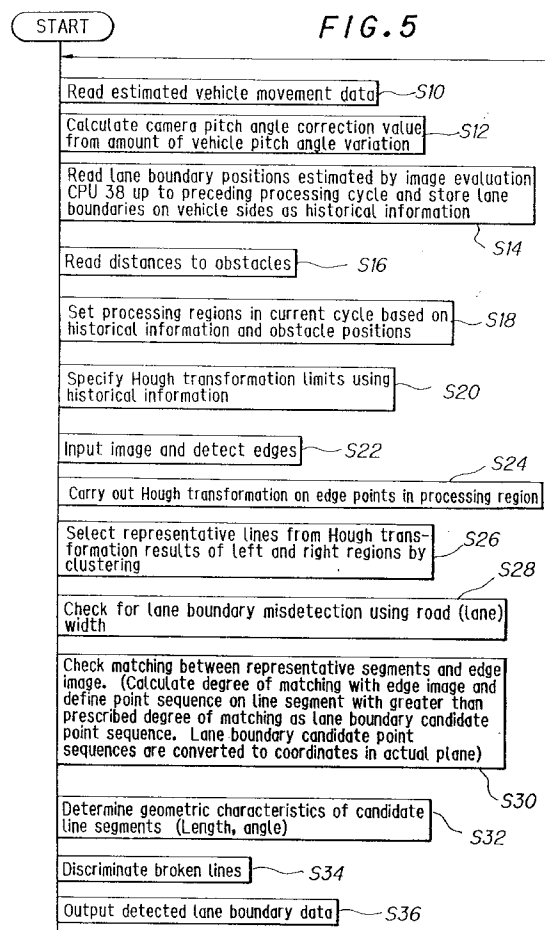 START
FIG. 5
Read estimated vehicle movement data
S10
Calculate camera pitch angle correction value
from amount of vehicle pitch angle variation
S12
Read lane boundary positions estimated by image evaluation
CPU 38 up to preceding processing cycle and store lane
boundaries on vehicle sides as historical information
S14
Read distances to obstacles
S16
Set processing regions in current cycle based on
historical information and obstacle positions
S18
Specify Hough transformation limits using
historical information
S20
Input image and detect edges
S22
S24
Carry out Hough transformation on edge points in processing region
Select representative lines from Hough trans-
formation results of left and right regions by
clustering
S26
S28
Check for lane boundary misdetection using road (lane)
width
Check matching between representative segments and edge
image. (Calculate degree of matching with edge image and
define point sequence on line segment with greater than
prescribed degree of matching as lane boundary candidate
point sequence. Lane boundary candidate point
sequences are converted to coordinates in actual plane)
S30
Determine geometric characteristics of candidate
line segments (Length, angle)
S32
Discriminate broken lines
S34
Output detected lane boundary data
S36